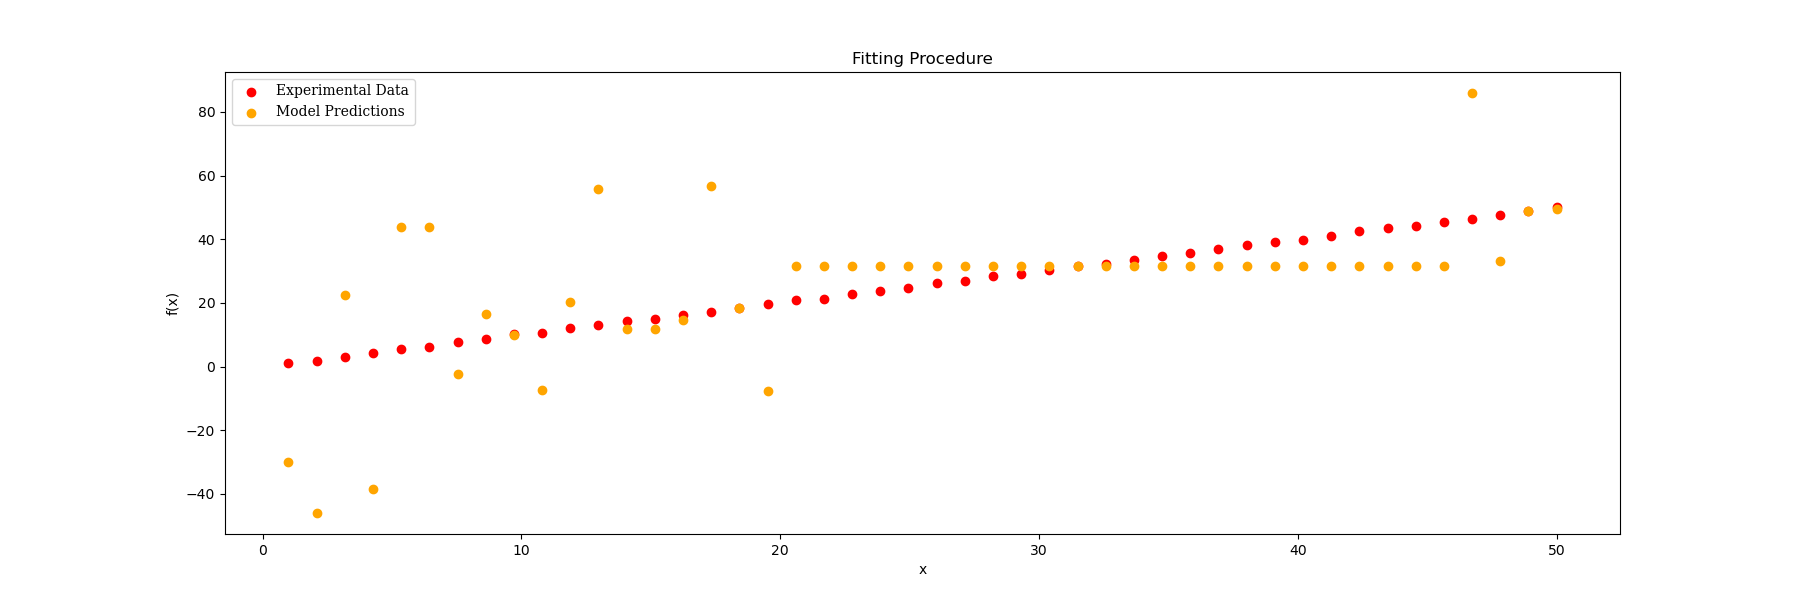 Fitting Procedure
Experimental Data
Model Predictions
80
60
40
20
0
−20
−40
f(x)
0 10 20 30 40 50
x